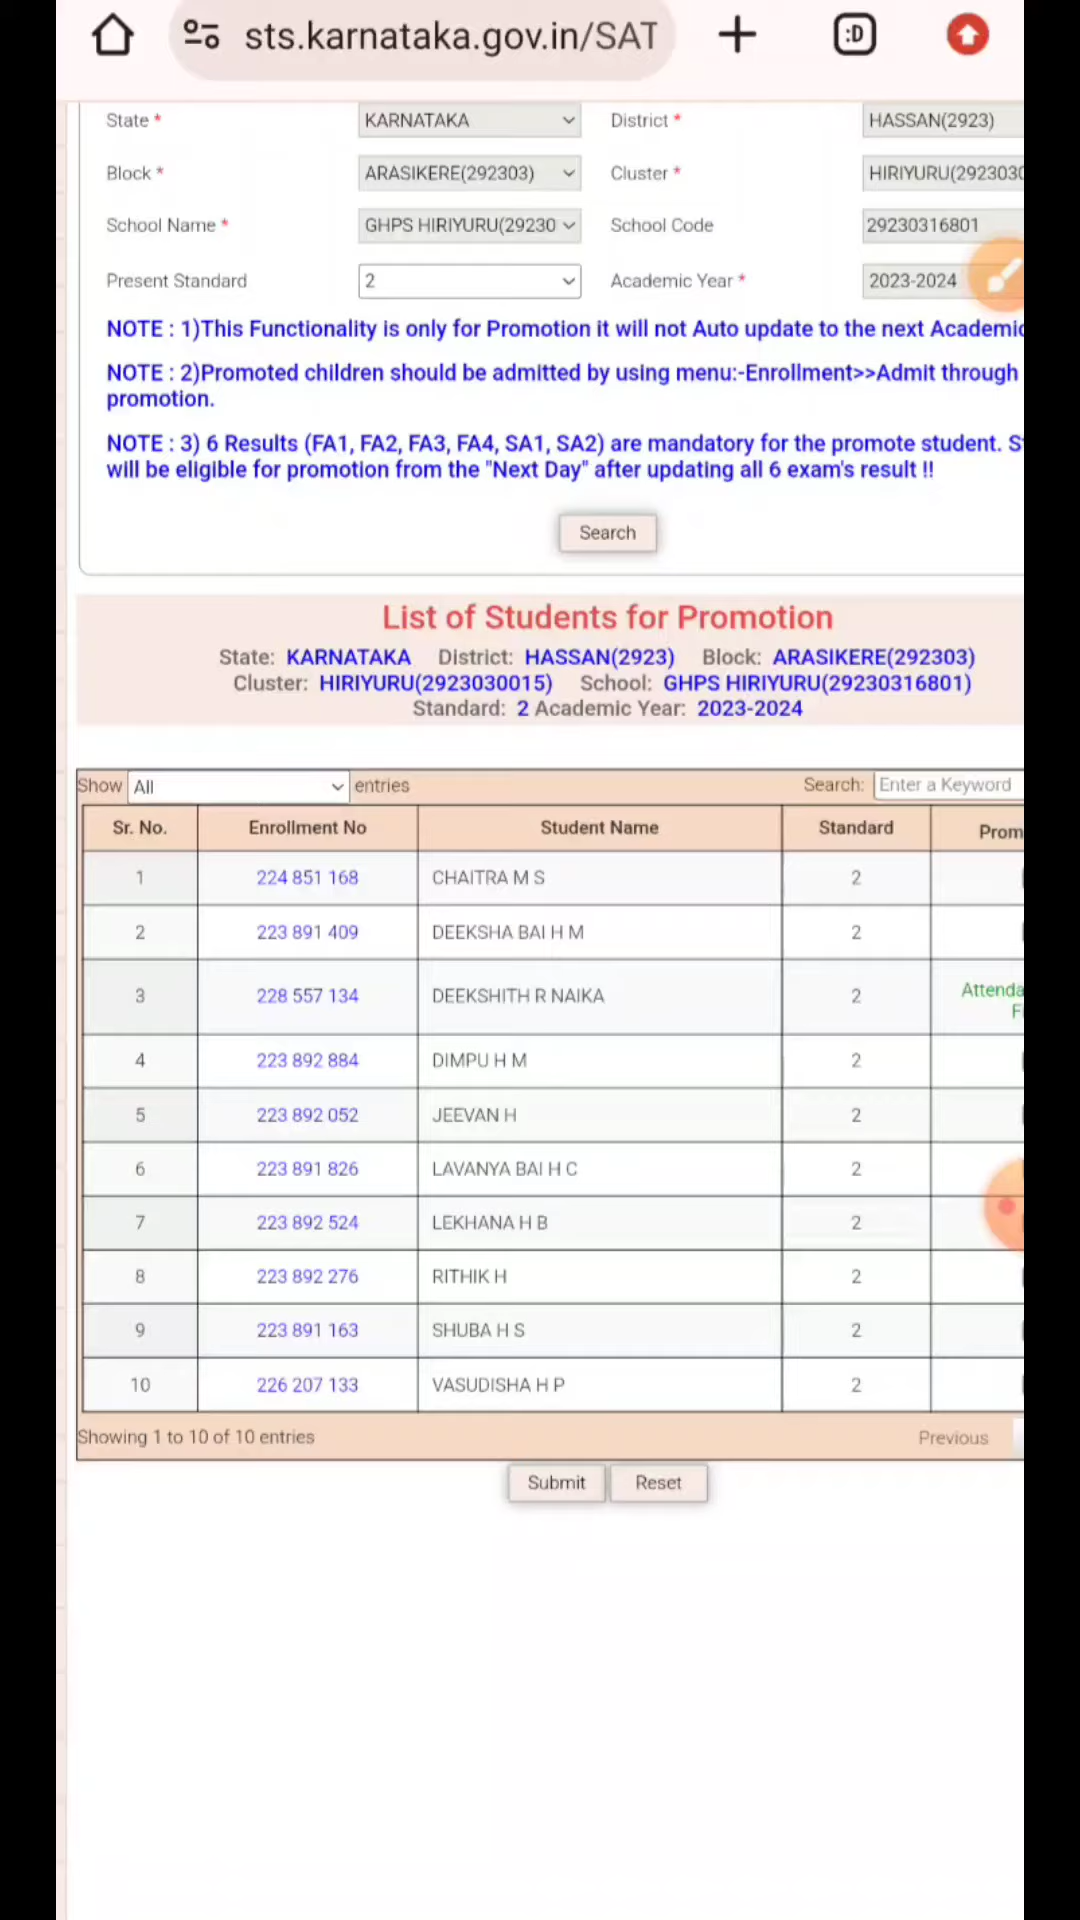 sts.karnataka.gov.in/SAT
:D
State * KARNATAKA District * HASSAN(2923)
Block * ARASIKERE(292303) Cluster * HIRIYURU(2923030
School Name * GHPS HIRIYURU(29230 School Code 29230316801
Present Standard 2 Academic Year * 2023-2024
NOTE : 1)This Functionality is only for Promotion it will not Auto update to the next Academic
NOTE : 2)Promoted children should be admitted by using menu:-Enrollment>>Admit through
promotion.
NOTE : 3) 6 Results (FA1, FA2, FA3, FA4, SA1, SA2) are mandatory for the promote student.
will be eligible for promotion from the "Next Day" after updating all 6 exam's result !!
Search
List of Students for Promotion
State: KARNATAKA District: HASSAN(2923) Block: ARASIKERE(292303)
Cluster: HIRIYURU(2923030015) School: GHPS HIRIYURU(29230316801)
Standard: 2 Academic Year: 2023-2024
Show All entries Search: Enter a Keyword
Sr. No. Enrollment No Student Name Standard Prom
1 224 851 168 CHAITRA M S 2
2 223 891 409 DEEKSHA BAI H M 2
3 228 557 134 DEEKSHITH R NAIKA 2 Attenda
F
4 223 892 884 DIMPU H M 2
5 223 892 052 JEEVAN H 2
6 223 891 826 LAVANYA BAI H C 2
7 223 892 524 LEKHANA H B 2
8 223 892 276 RITHIK H 2
9 223 891 163 SHUBA H S 2
10 226 207 133 VASUDISHA H P 2
Showing 1 to 10 of 10 entries Previous
Submit Reset